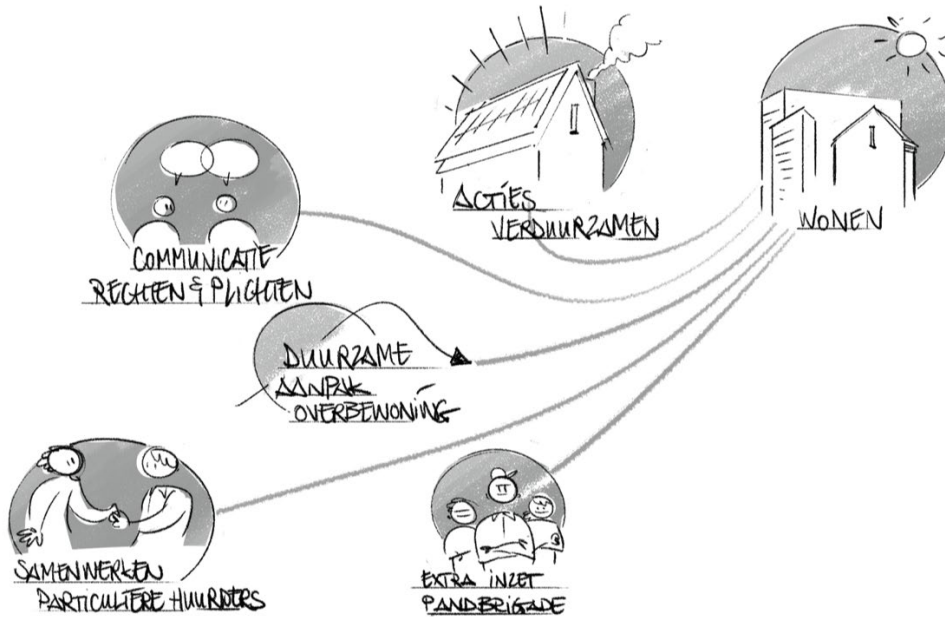 ACTIES
VERDUURZAMEN
WONEN
COMMUNICATIE
RECHTEN & PLICHTEN
DUURZAME
AANPAK
OVERBEWONING
SAMENWERKEN
PARTICULIERE HUURDERS
EXTRA INZET
PANDBRIGADE